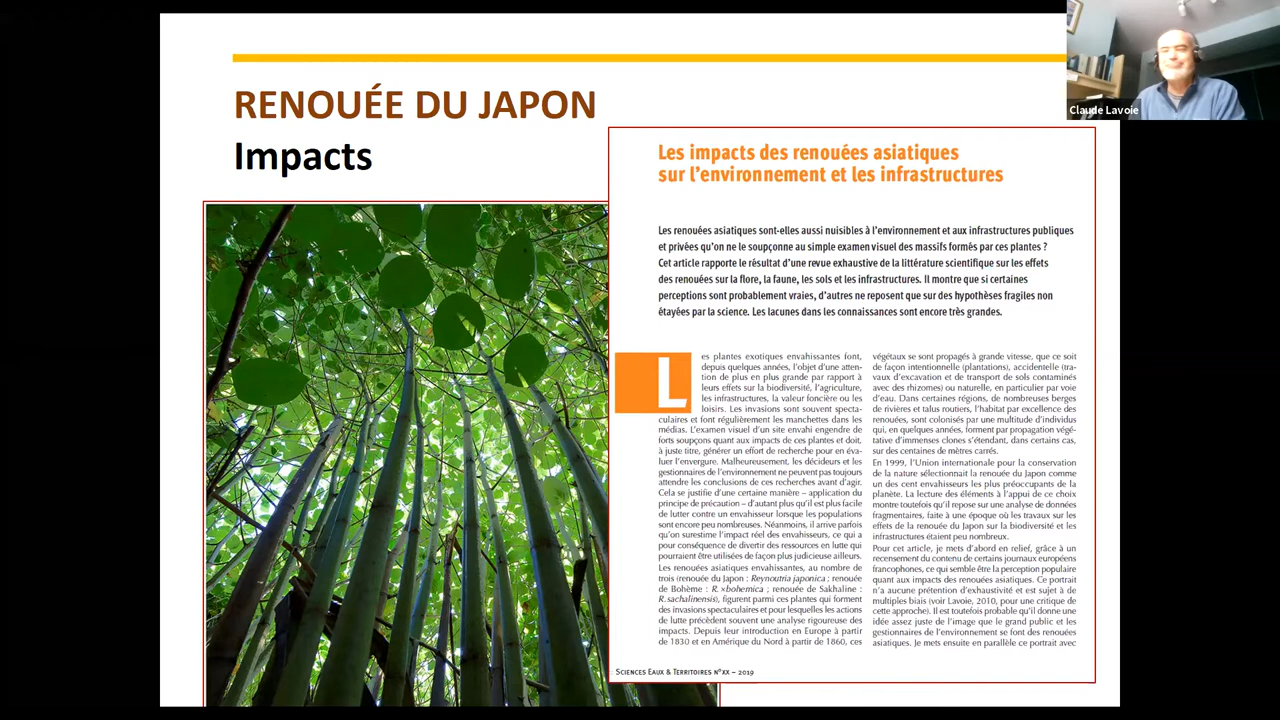 RENOUÉE DU JAPON
Impacts
Claude Lavoie
Les impacts des renouées asiatiques
sur l'environnement et les infrastructures
Les renouées asiatiques sont-elles aussi nuisibles à l'environnement et aux infrastructures publiques
et privées qu'on ne le soupçonne au simple examen visuel des massifs formés par ces plantes ?
Cet article rapporte le résultat d'une revue exhaustive de la littérature scientifique sur les effets
des renouées sur la flore, la faune, les sols et les infrastructures. Il montre que si certaines
perceptions sont probablement vraies, d'autres ne reposent que sur des hypothèses fragiles non
étayées par la science. Les lacunes dans les connaissances sont encore très grandes.
L
es plantes exotiques envahissantes font,
depuis quelques années, l'objet d'une atten-
tion de plus en plus grande par rapport à
leurs effets sur la biodiversité, l'agriculture,
les infrastructures, la valeur foncière ou les
loisirs. Les invasions sont souvent specta-
culaires et font régulièrement les manchettes dans les
médias. L'examen visuel d'un site envahi engendre de
forts soupçons quant aux impacts de ces plantes et doit,
à juste titre, générer un effort de recherche pour en éva-
luer l'envergure. Malheureusement, les décideurs et les
gestionnaires de l'environnement ne peuvent pas toujours
attendre les conclusions de ces recherches avant d'agir.
Cela se justifie d'une certaine manière – application du
principe de précaution – d'autant plus qu'il est plus facile
de lutter contre un envahisseur lorsque les populations
sont encore peu nombreuses. Néanmoins, il arrive parfois
qu'on surestime l'impact réel des envahisseurs, ce qui a
pour conséquence de divertir des ressources en lutte qui
pourraient être utilisées de façon plus judicieuse ailleurs.
Les renouées asiatiques envahissantes, au nombre de
trois (renouée du Japon : Reynoutria japonica ; renouée
de Bohème : R. ×bohemica ; renouée de Sakhaline :
R. sachalinensis), figurent parmi ces plantes qui forment
des invasions spectaculaires et pour lesquelles les actions
de lutte précèdent souvent une analyse rigoureuse des
impacts. Depuis leur introduction en Europe à partir
de 1830 et en Amérique du Nord à partir de 1860, ces
végétaux se sont propagés à grande vitesse, que ce soit
de façon intentionnelle (plantations), accidentelle (tra-
vaux d'excavation et de transport de sols contaminés
avec des rhizomes) ou naturelle, en particulier par voie
d'eau. Dans certaines régions, de nombreuses berges
de rivières et talus routiers, l'habitat par excellence des
renouées, sont colonisés par une multitude d'individus
qui, en quelques années, forment par propagation végé-
tative d'immenses clones s'étendant, dans certains cas,
sur des centaines de mètres carrés.
En 1999, l'Union internationale pour la conservation
de la nature sélectionnait la renouée du Japon comme
un des cent envahisseurs les plus préoccupants de la
planète. La lecture des éléments à l'appui de ce choix
montre toutefois qu'il repose sur une analyse de données
fragmentaires, faite à une époque où les travaux sur les
effets de la renouée du Japon sur la biodiversité et les
infrastructures étaient peu nombreux.
Pour cet article, je mets d'abord en relief, grâce à un
recensement du contenu de certains journaux européens
francophones, ce qui semble être la perception populaire
quant aux impacts des renouées asiatiques. Ce portrait
n'a aucune prétention d'exhaustivité et est sujet à de
multiples biais (voir Lavoie, 2010, pour une critique de
cette approche). Il est toutefois probable qu'il donne une
idée assez juste de l'image que le grand public et les
gestionnaires de l'environnement se font des renouées
asiatiques. Je mets ensuite en parallèle ce portrait avec
Sciences Eaux & Territoires n°xx – 2019